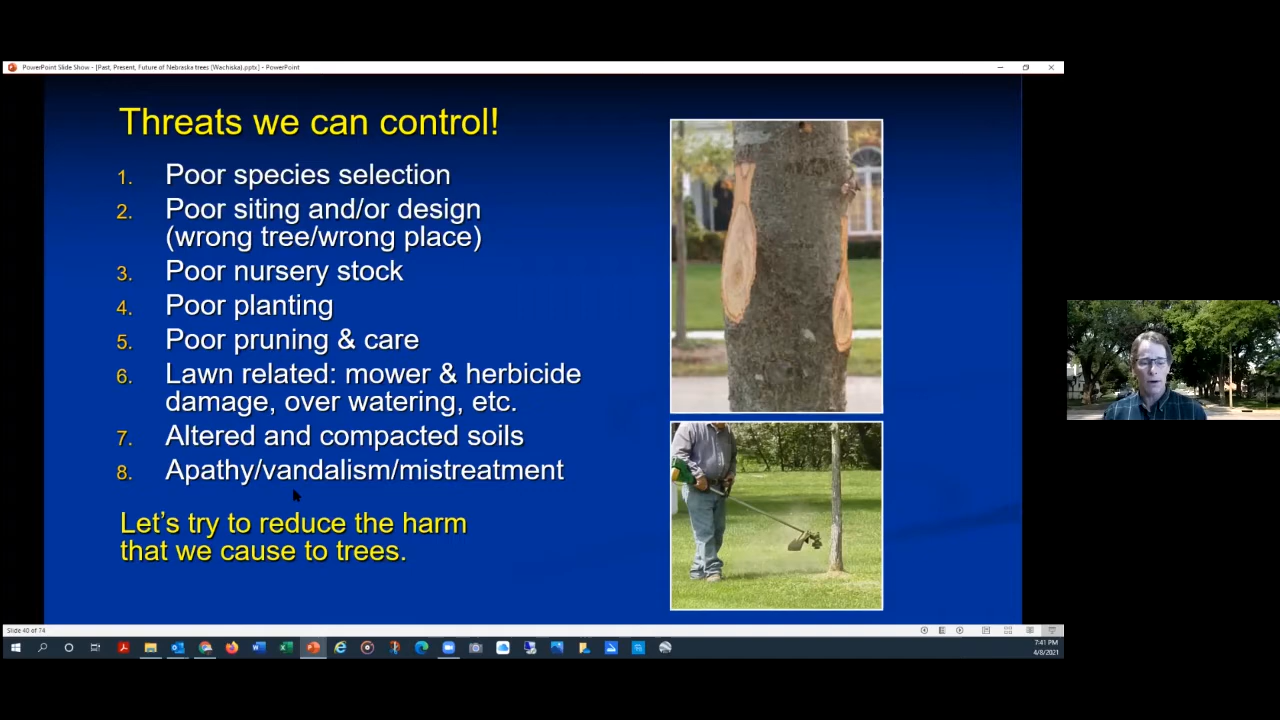 PowerPoint Slide Show - [Past, Present, Future of Nebraska trees (Wachiska).pptx] - PowerPoint
Threats we can control!
1. Poor species selection
2. Poor siting and/or design
(wrong tree/wrong place)
3. Poor nursery stock
4. Poor planting
5. Poor pruning & care
6. Lawn related: mower & herbicide
damage, over watering, etc.
7. Altered and compacted soils
8. Apathy/vandalism/mistreatment
Let's try to reduce the harm
that we cause to trees.
Slide 40 of 74
7:41 PM
4/8/2021